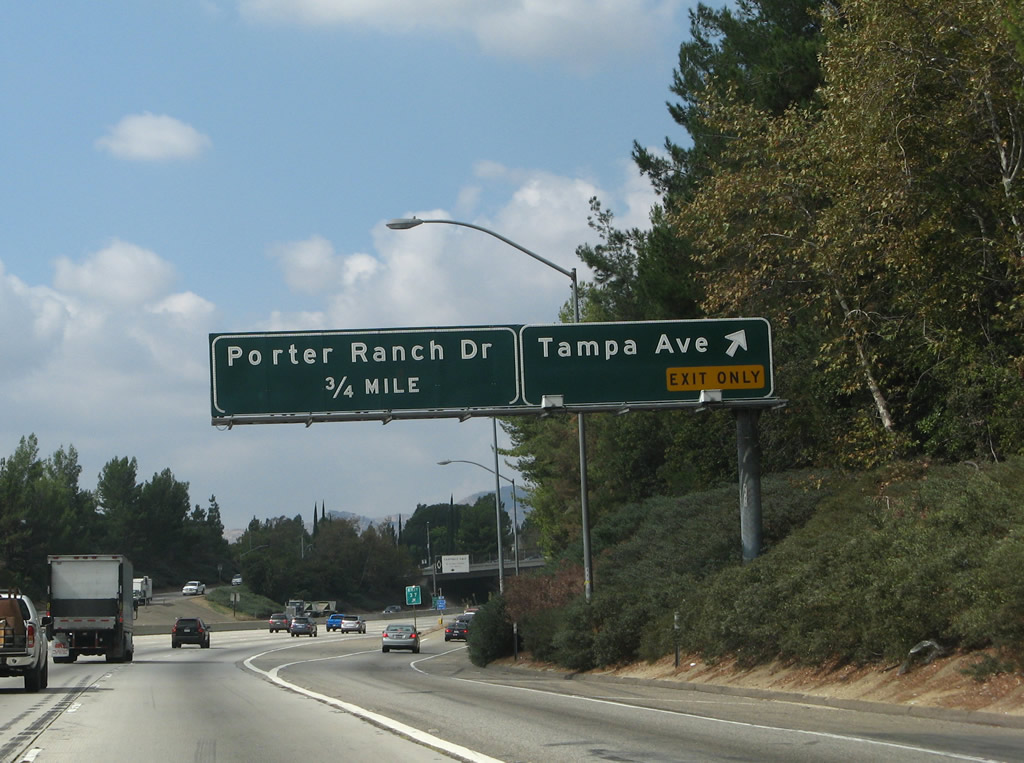 Porter Ranch Dr
3/4 MILE
Tampa Ave
EXIT ONLY